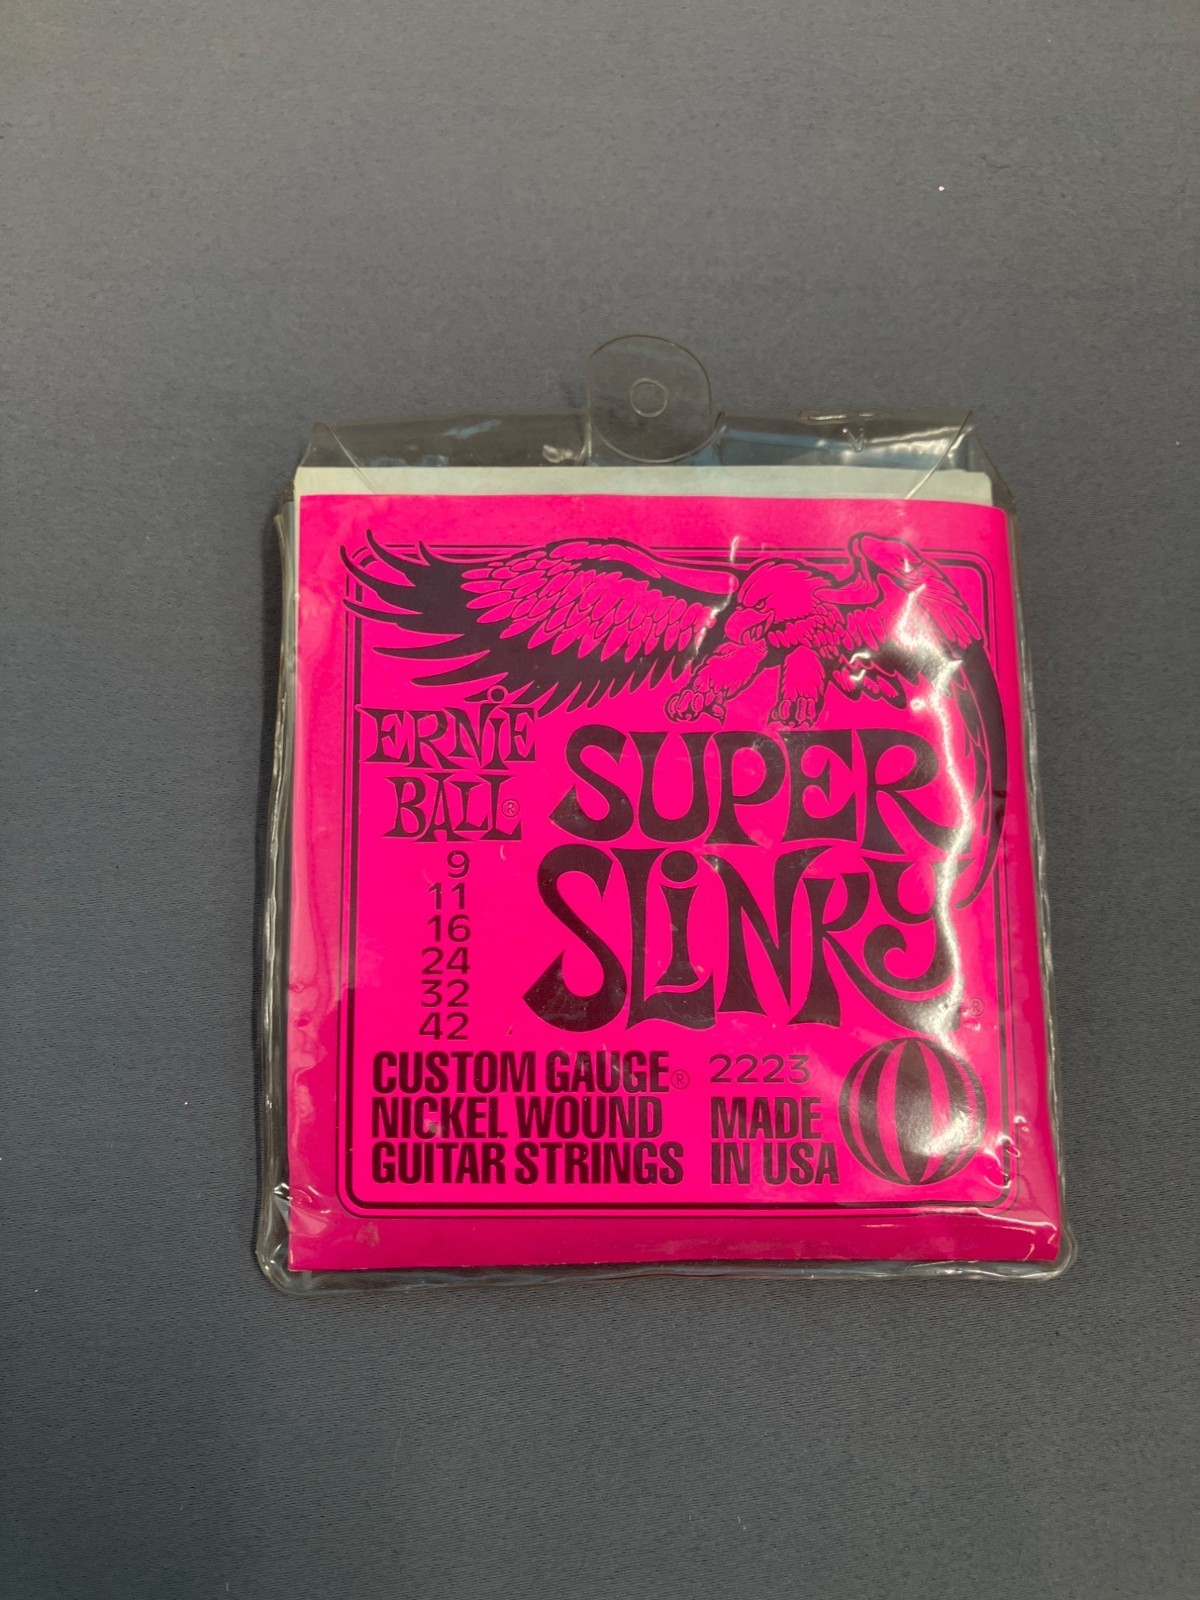 ERNiE
BALL®
SUPER
SLiNKY®
9
11
16
24
32
42
CUSTOM GAUGE®
NICKEL WOUND
GUITAR STRINGS
2223
MADE
IN USA